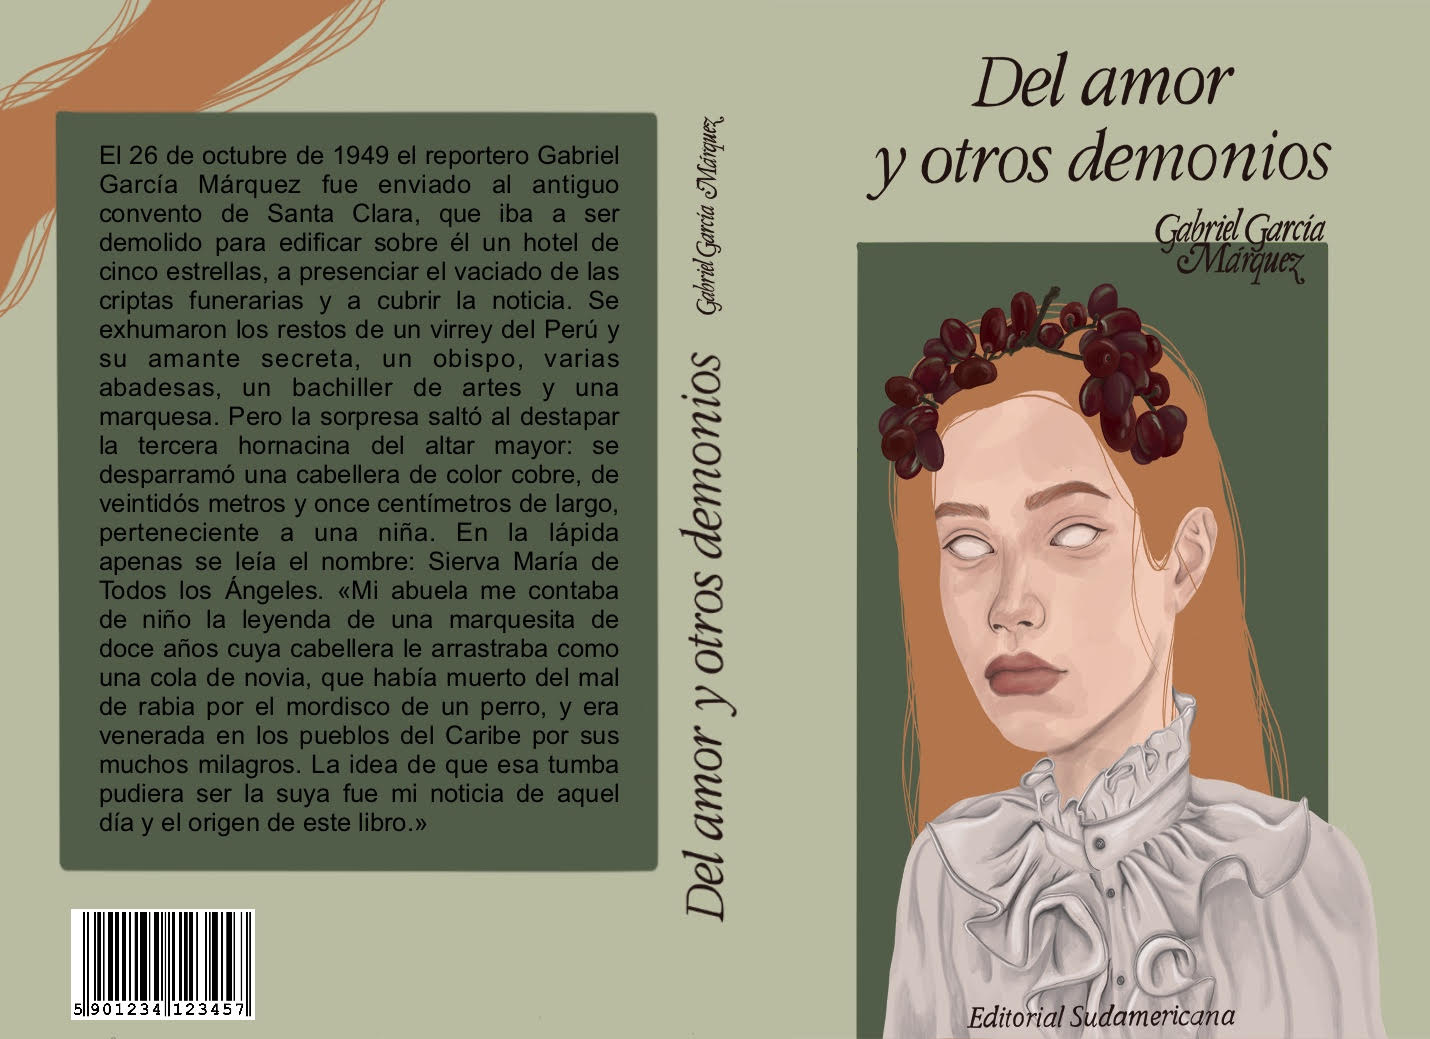 El 26 de octubre de 1949 el reportero Gabriel
García Márquez fue enviado al antiguo
convento de Santa Clara, que iba a ser
demolido para edificar sobre él un hotel de
cinco estrellas, a presenciar el vaciado de las
criptas funerarias y a cubrir la noticia. Se
exhumaron los restos de un virrey del Perú y
su amante secreta, un obispo, varias
abadesas, un bachiller de artes y una
marquesa. Pero la sorpresa saltó al destapar
la tercera hornacina del altar mayor: se
desparramó una cabellera de color cobre, de
veintidós metros y once centímetros de largo,
perteneciente a una niña. En la lápida
apenas se leía el nombre: Sierva María de
Todos los Ángeles. «Mi abuela me contaba
de niño la leyenda de una marquesita de
doce años cuya cabellera le arrastraba como
una cola de novia, que había muerto del mal
de rabia por el mordisco de un perro, y era
venerada en los pueblos del Caribe por sus
muchos milagros. La idea de que esa tumba
pudiera ser la suya fue mi noticia de aquel
día y el origen de este libro.»
5 901234 123457
Del amor y otros demonios Gabriel García Márquez
Del amor
y otros demonios
Gabriel García
Márquez
Editorial Sudamericana